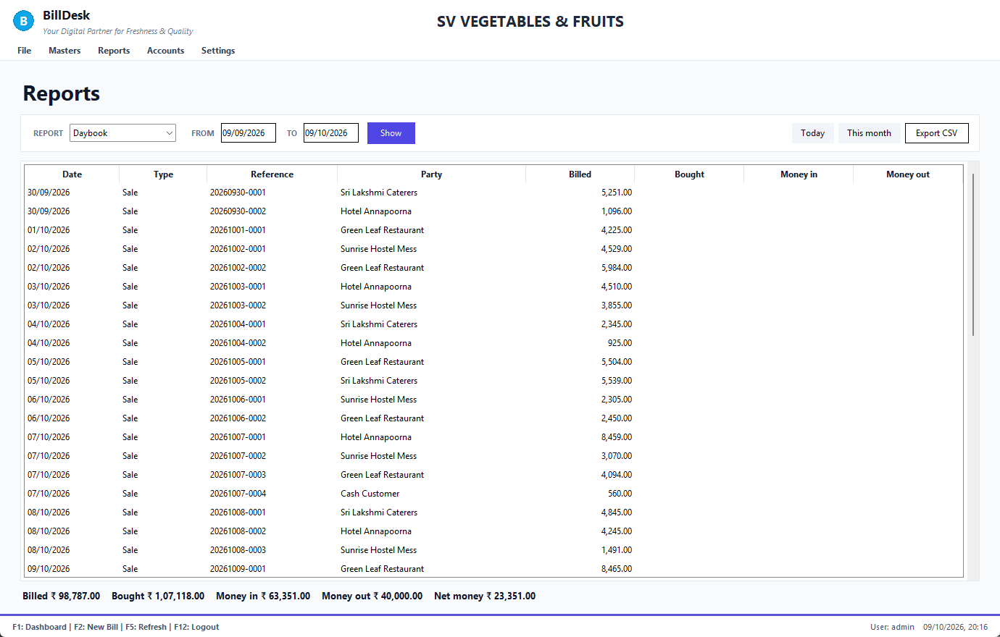 B
BillDesk
Your Digital Partner for Freshness & Quality
SV VEGETABLES & FRUITS
File Masters Reports Accounts Settings
Reports
REPORT Daybook FROM 09/09/2026 TO 09/10/2026 Show Today This month Export CSV
Date Type Reference Party Billed Bought Money in Money out
30/09/2026 Sale 20260930-0001 Sri Lakshmi Caterers 5,251.00
30/09/2026 Sale 20260930-0002 Hotel Annapoorna 1,096.00
01/10/2026 Sale 20261001-0001 Green Leaf Restaurant 4,225.00
02/10/2026 Sale 20261002-0001 Sunrise Hostel Mess 4,529.00
02/10/2026 Sale 20261002-0002 Green Leaf Restaurant 5,984.00
03/10/2026 Sale 20261003-0001 Hotel Annapoorna 4,510.00
03/10/2026 Sale 20261003-0002 Sunrise Hostel Mess 3,855.00
04/10/2026 Sale 20261004-0001 Sri Lakshmi Caterers 2,345.00
04/10/2026 Sale 20261004-0002 Hotel Annapoorna 925.00
05/10/2026 Sale 20261005-0001 Green Leaf Restaurant 5,504.00
05/10/2026 Sale 20261005-0002 Sri Lakshmi Caterers 5,539.00
06/10/2026 Sale 20261006-0001 Sunrise Hostel Mess 2,305.00
06/10/2026 Sale 20261006-0002 Green Leaf Restaurant 2,450.00
07/10/2026 Sale 20261007-0001 Hotel Annapoorna 8,459.00
07/10/2026 Sale 20261007-0002 Sunrise Hostel Mess 3,070.00
07/10/2026 Sale 20261007-0003 Green Leaf Restaurant 4,094.00
07/10/2026 Sale 20261007-0004 Cash Customer 560.00
08/10/2026 Sale 20261008-0001 Sri Lakshmi Caterers 4,845.00
08/10/2026 Sale 20261008-0002 Hotel Annapoorna 4,245.00
08/10/2026 Sale 20261008-0003 Sunrise Hostel Mess 1,491.00
09/10/2026 Sale 20261009-0001 Green Leaf Restaurant 8,465.00
Billed ₹ 98,787.00 Bought ₹ 1,07,118.00 Money in ₹ 63,351.00 Money out ₹ 40,000.00 Net money ₹ 23,351.00
F1: Dashboard | F2: New Bill | F5: Refresh | F12: Logout User: admin 09/10/2026, 20:16